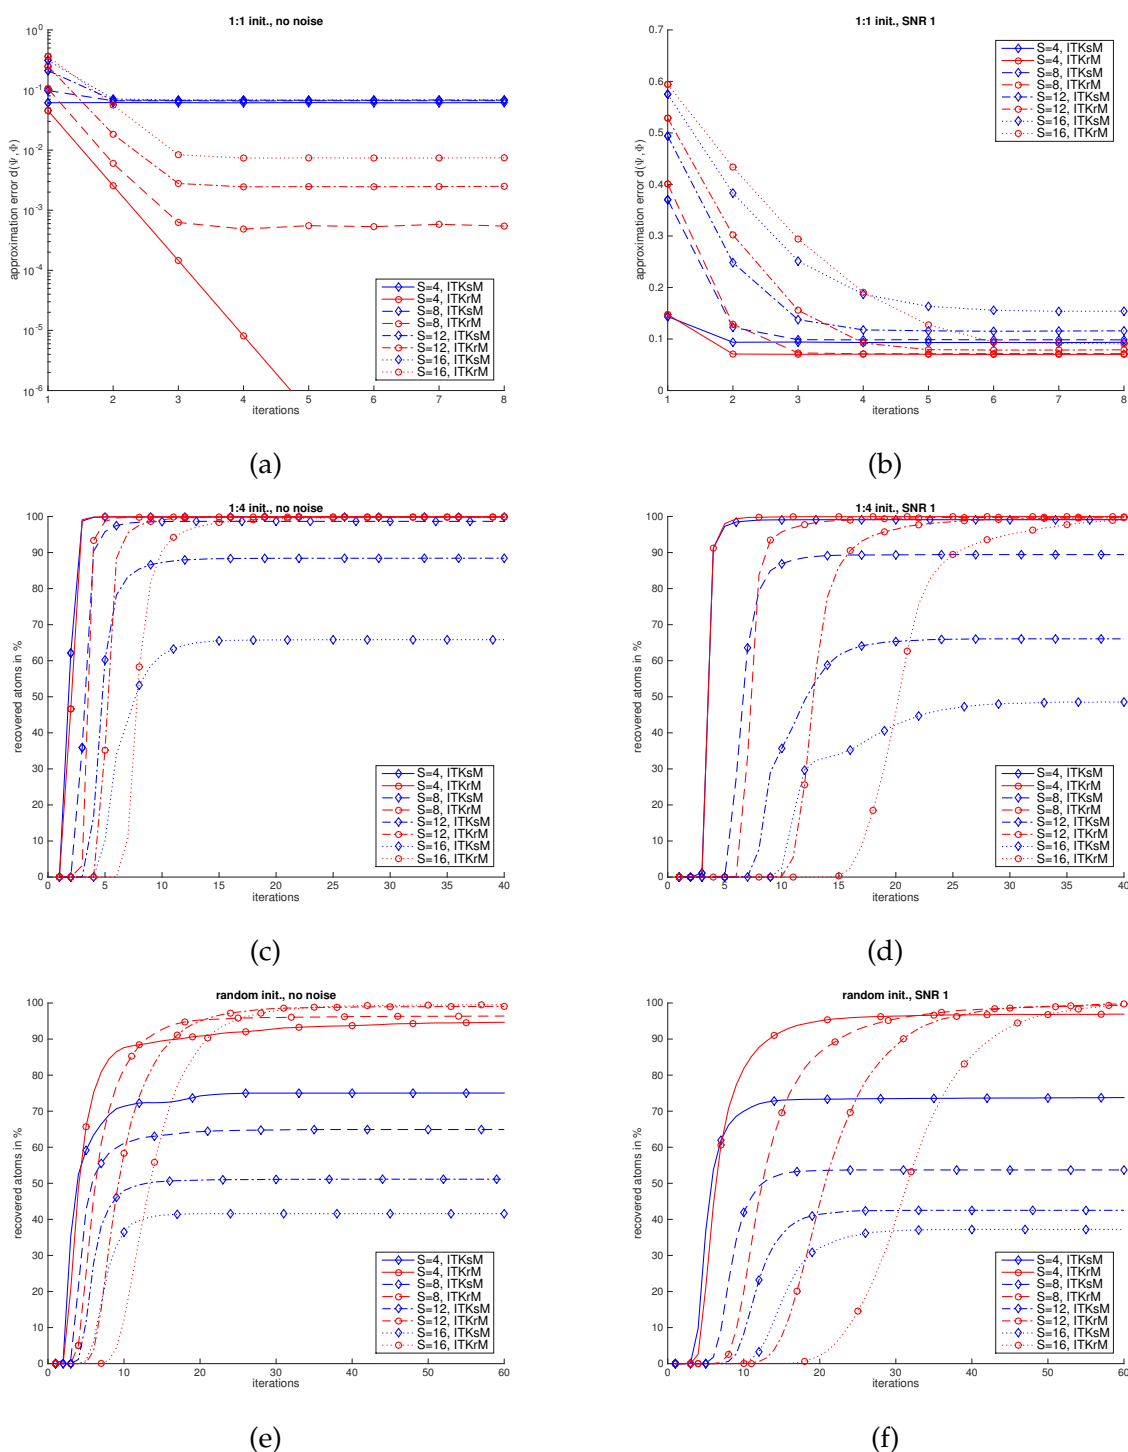 1:1 init., no noise
10^0
10^-1
10^-2
10^-3
10^-4
10^-5
10^-6
approximation error d(Ψ,Φ)
1 2 3 4 5 6 7 8
iterations
S=4, ITKsM
S=4, ITKrM
S=8, ITKsM
S=8, ITKrM
S=12, ITKsM
S=12, ITKrM
S=16, ITKsM
S=16, ITKrM
(a)
1:1 init., SNR 1
0.7
0.6
0.5
0.4
0.3
0.2
0.1
0
approximation error d(Ψ,Φ)
1 2 3 4 5 6 7 8
iterations
S=4, ITKsM
S=4, ITKrM
S=8, ITKsM
S=8, ITKrM
S=12, ITKsM
S=12, ITKrM
S=16, ITKsM
S=16, ITKrM
(b)
1:4 init., no noise
100
90
80
70
60
50
40
30
20
10
0
recovered atoms in %
0 5 10 15 20 25 30 35 40
iterations
S=4, ITKsM
S=4, ITKrM
S=8, ITKsM
S=8, ITKrM
S=12, ITKsM
S=12, ITKrM
S=16, ITKsM
S=16, ITKrM
(c)
1:4 init., SNR 1
100
90
80
70
60
50
40
30
20
10
0
recovered atoms in %
0 5 10 15 20 25 30 35 40
iterations
S=4, ITKsM
S=4, ITKrM
S=8, ITKsM
S=8, ITKrM
S=12, ITKsM
S=12, ITKrM
S=16, ITKsM
S=16, ITKrM
(d)
random init., no noise
100
90
80
70
60
50
40
30
20
10
0
recovered atoms in %
0 10 20 30 40 50 60
iterations
S=4, ITKsM
S=4, ITKrM
S=8, ITKsM
S=8, ITKrM
S=12, ITKsM
S=12, ITKrM
S=16, ITKsM
S=16, ITKrM
(e)
random init., SNR 1
100
90
80
70
60
50
40
30
20
10
0
recovered atoms in %
0 10 20 30 40 50 60
iterations
S=4, ITKsM
S=4, ITKrM
S=8, ITKsM
S=8, ITKrM
S=12, ITKsM
S=12, ITKrM
S=16, ITKsM
S=16, ITKrM
(f)